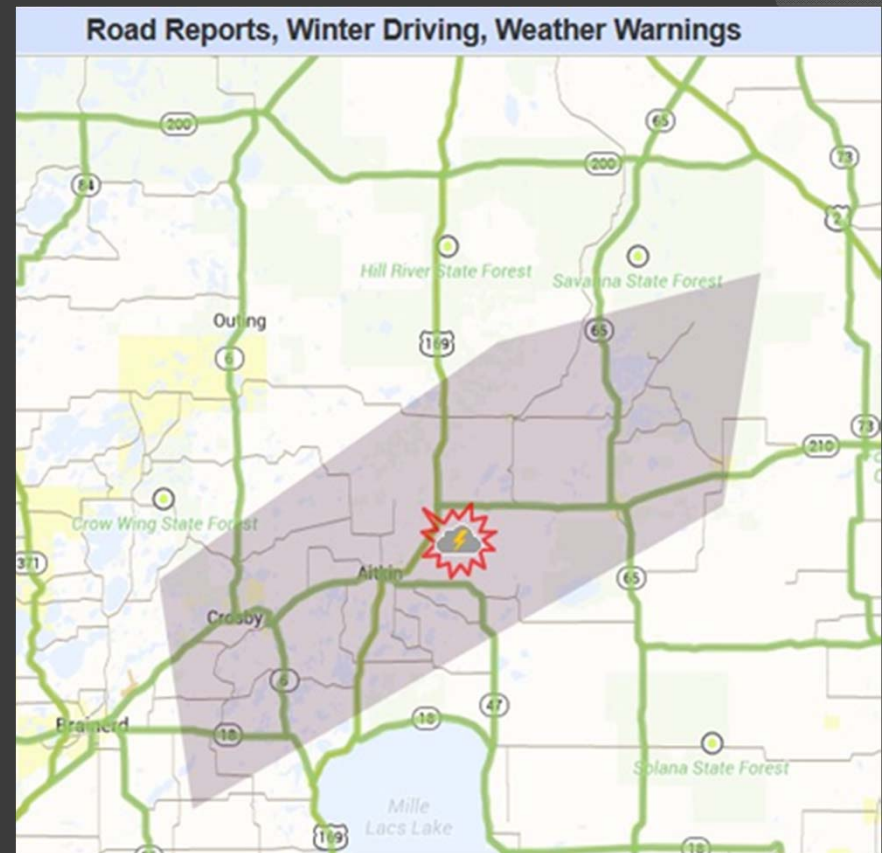 Road Reports, Winter Driving, Weather Warnings
200
65
84
200
73
2
Hill River State Forest
Savanna State Forest
Outing
65
169
6
73
210
Crow Wing State Forest
371
Aitkin
65
Crosby
6
47
18
Brainerd
18
Solana State Forest
Mille
Lacs Lake
169
18